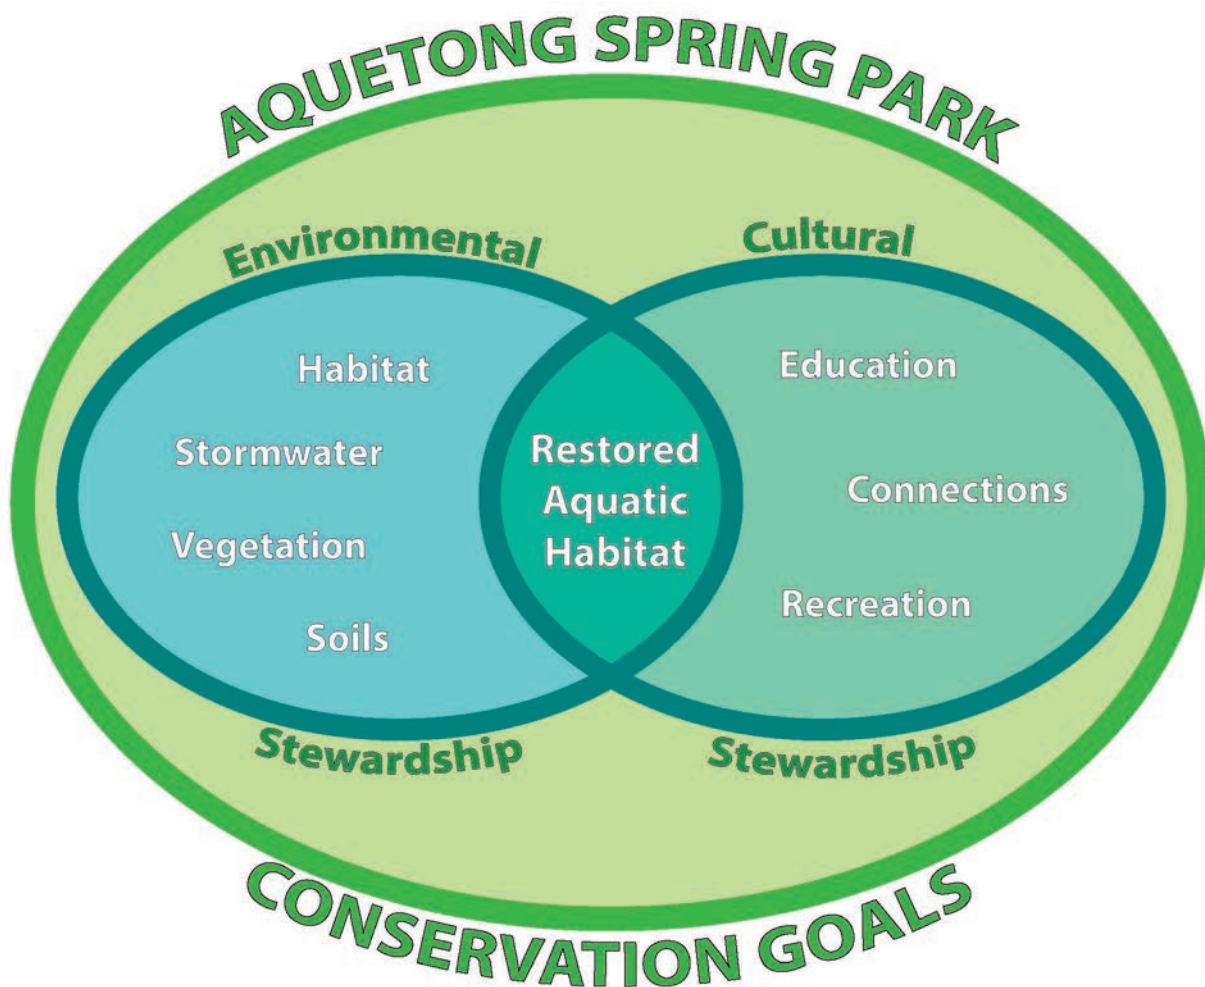 AQUETONG SPRING PARK
Environmental
Cultural
Habitat
Stormwater
Vegetation
Soils
Restored
Aquatic
Habitat
Education
Connections
Recreation
Stewardship
Stewardship
CONSERVATION GOALS